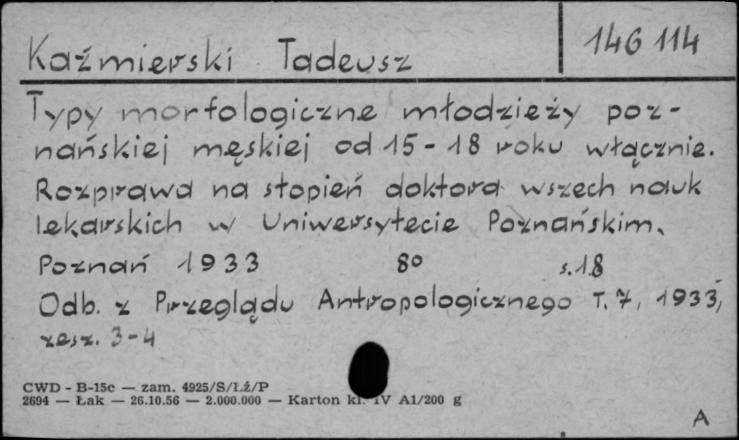 Kaźmierski Tadeusz 146 114
Typy morfologiczne młodzieży poz-
nańskiej męskiej od 15-18 roku włącznie.
Rozprawa na stopień doktora wszech nauk
lekarskich w Uniwersytecie Poznańskim.
Poznań 1933 8o s.18
Odb. z Przeglądu Antropologicznego T. 7, 1933,
zesz. 3-4
CWD - B-15c — zam. 4925/S/Łź/P
2694 — Łak — 26.10.56 — 2.000.000 — Karton kl. IV A1/200 g
A